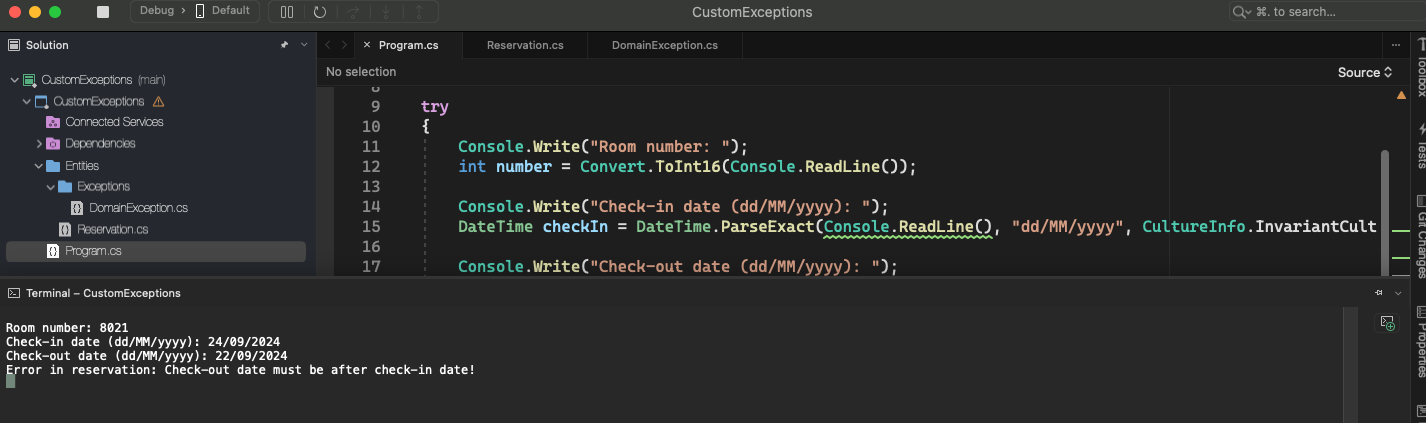 Debug > Default
CustomExceptions
⌘. to search...
Solution
Program.cs
Reservation.cs
DomainException.cs
...
No selection
Source
CustomExceptions (main)
CustomExceptions
Connected Services
Dependencies
Entities
Exceptions
DomainException.cs
Reservation.cs
Program.cs
8
9 try
10 {
11 Console.Write("Room number: ");
12 int number = Convert.ToInt16(Console.ReadLine());
13
14 Console.Write("Check-in date (dd/MM/yyyy): ");
15 DateTime checkIn = DateTime.ParseExact(Console.ReadLine(), "dd/MM/yyyy", CultureInfo.InvariantCult
16
17 Console.Write("Check-out date (dd/MM/yyyy): ");
Toolbox
Tests
Git Changes
Properties
Terminal – CustomExceptions
Room number: 8021
Check-in date (dd/MM/yyyy): 24/09/2024
Check-out date (dd/MM/yyyy): 22/09/2024
Error in reservation: Check-out date must be after check-in date!